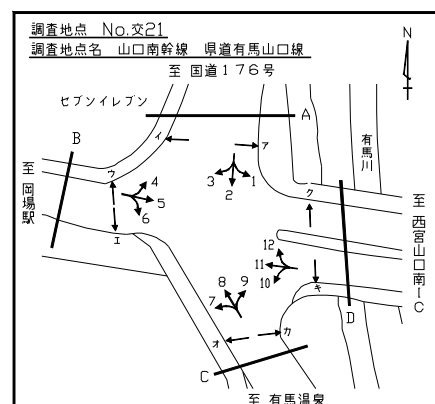 調査地点 No.交21
調査地点名 山口南幹線 県道有馬山口線
至 国道176号
N
セブンイレブン
A
B
イ
ア
有馬川
ウ
至 岡場駅
4
5
6
3
2
1
ク
至 西宮山口南IC
エ
12
11
10
8
9
7
キ
D
オ
カ
C
至 有馬温泉